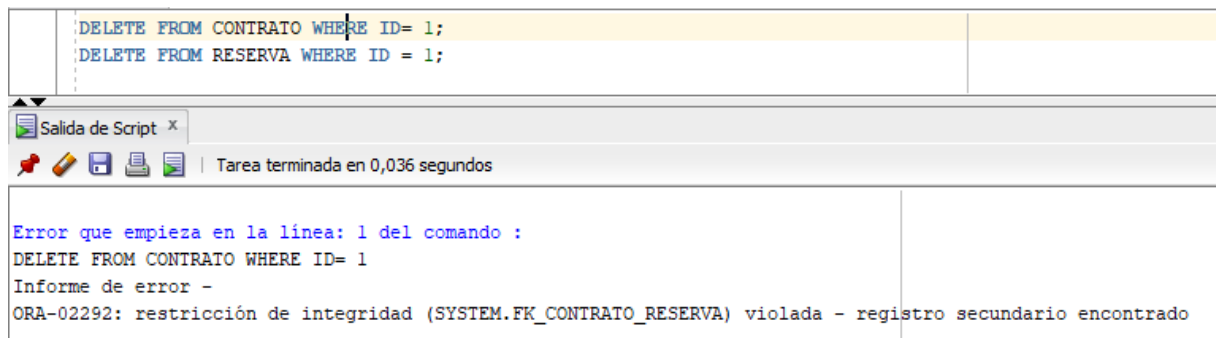 DELETE FROM CONTRATO WHERE ID= 1;
DELETE FROM RESERVA WHERE ID = 1;
Salida de Script x
Tarea terminada en 0,036 segundos
Error que empieza en la línea: 1 del comando :
DELETE FROM CONTRATO WHERE ID= 1
Informe de error -
ORA-02292: restricción de integridad (SYSTEM.FK_CONTRATO_RESERVA) violada - registro secundario encontrado